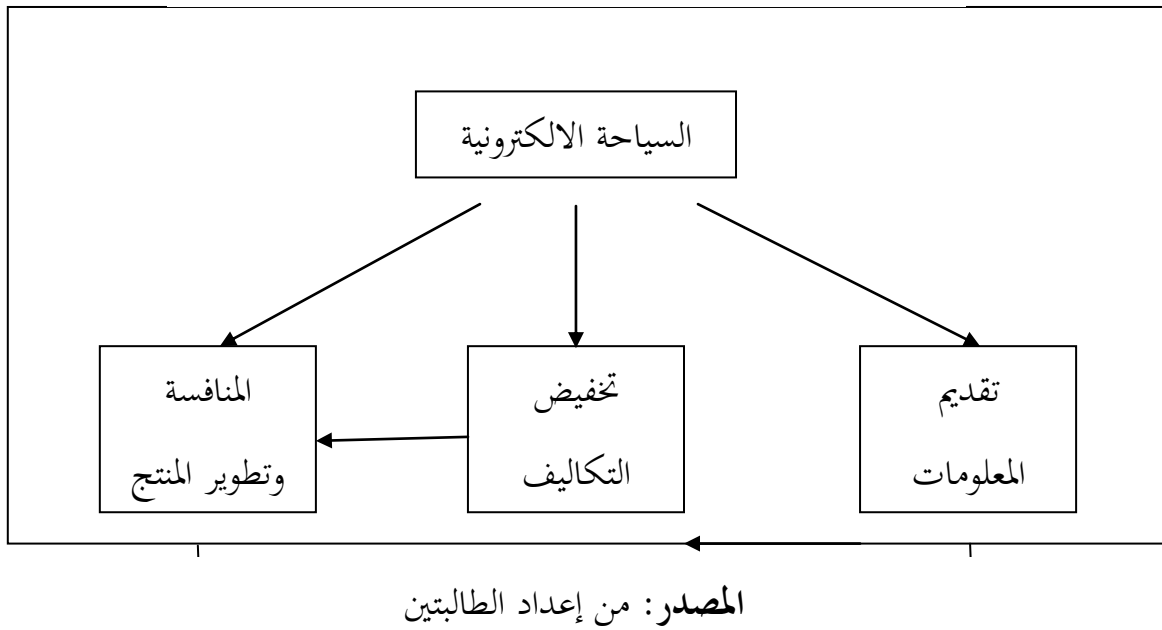 السياحة الالكترونية
تقديم
المعلومات
تخفيض
التكاليف
المنافسة
وتطوير المنتج
المصدر: من إعداد الطالبتين